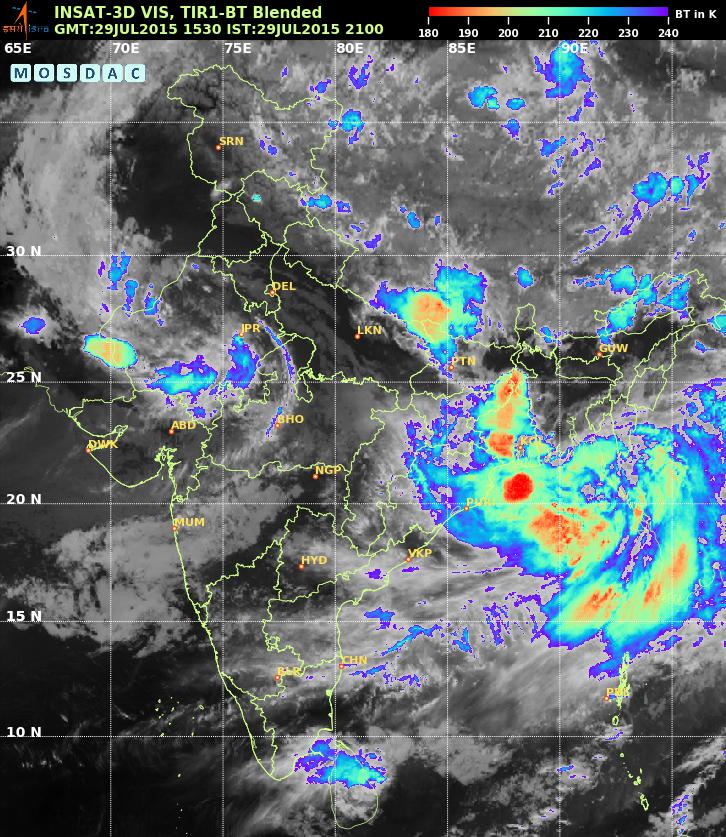 INSAT-3D VIS, TIR1-BT Blended
GMT:29JUL2015 1530 IST:29JUL2015 2100
BT in K
180 190 200 210 220 230 240
65E 70E 75E 80E 85E 90E
MOSDAC
SRN
30 N
DEL
JPR
LKN
GUW
PTN
25 N
BHO
ABD
KOL
DWK
NGP
20 N
PURI
MUM
VKP
HYD
15 N
CHN
BLR
PBL
10 N